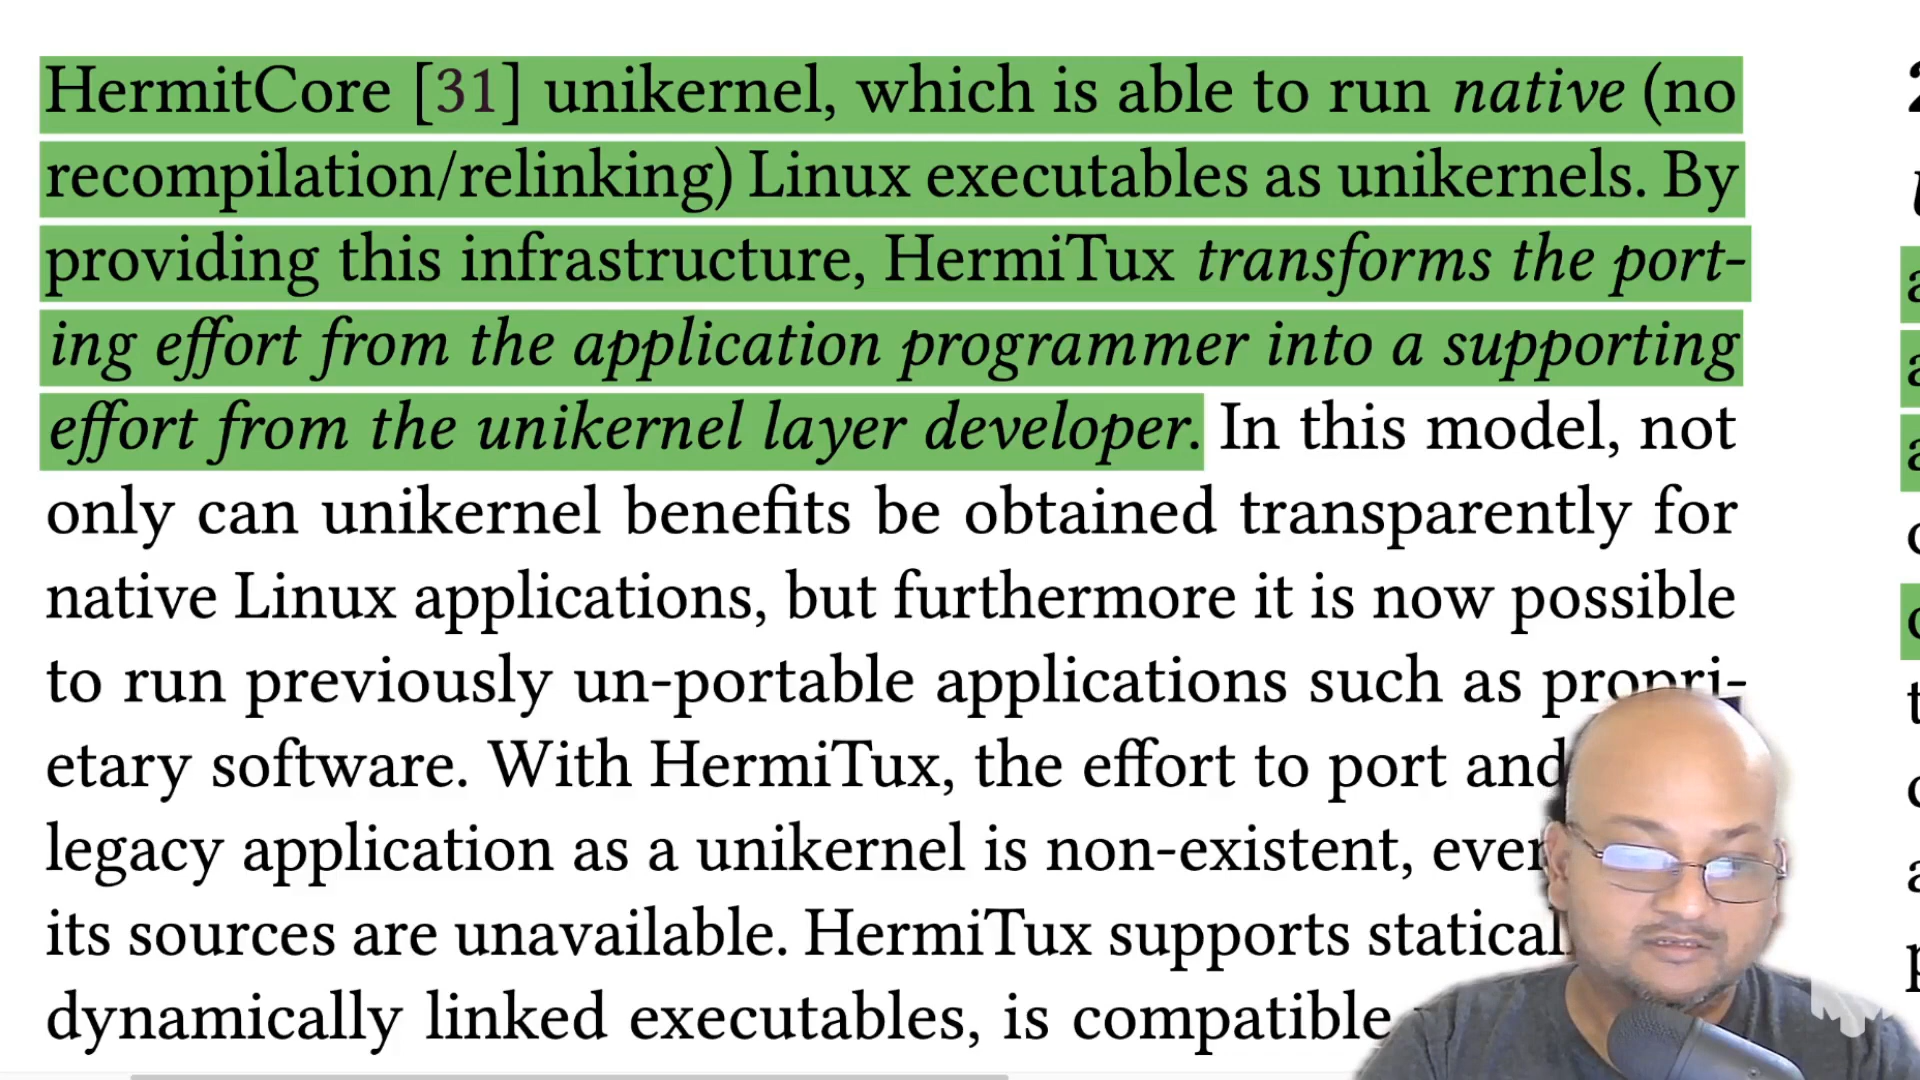 HermitCore [31] unikernel, which is able to run native (no
recompilation/relinking) Linux executables as unikernels. By
providing this infrastructure, HermiTux transforms the port-
ing effort from the application programmer into a supporting
effort from the unikernel layer developer. In this model, not
only can unikernel benefits be obtained transparently for
native Linux applications, but furthermore it is now possible
to run previously un-portable applications such as propri-
etary software. With HermiTux, the effort to port and
legacy application as a unikernel is non-existent, even
its sources are unavailable. HermiTux supports
dynamically linked executables, is compatible